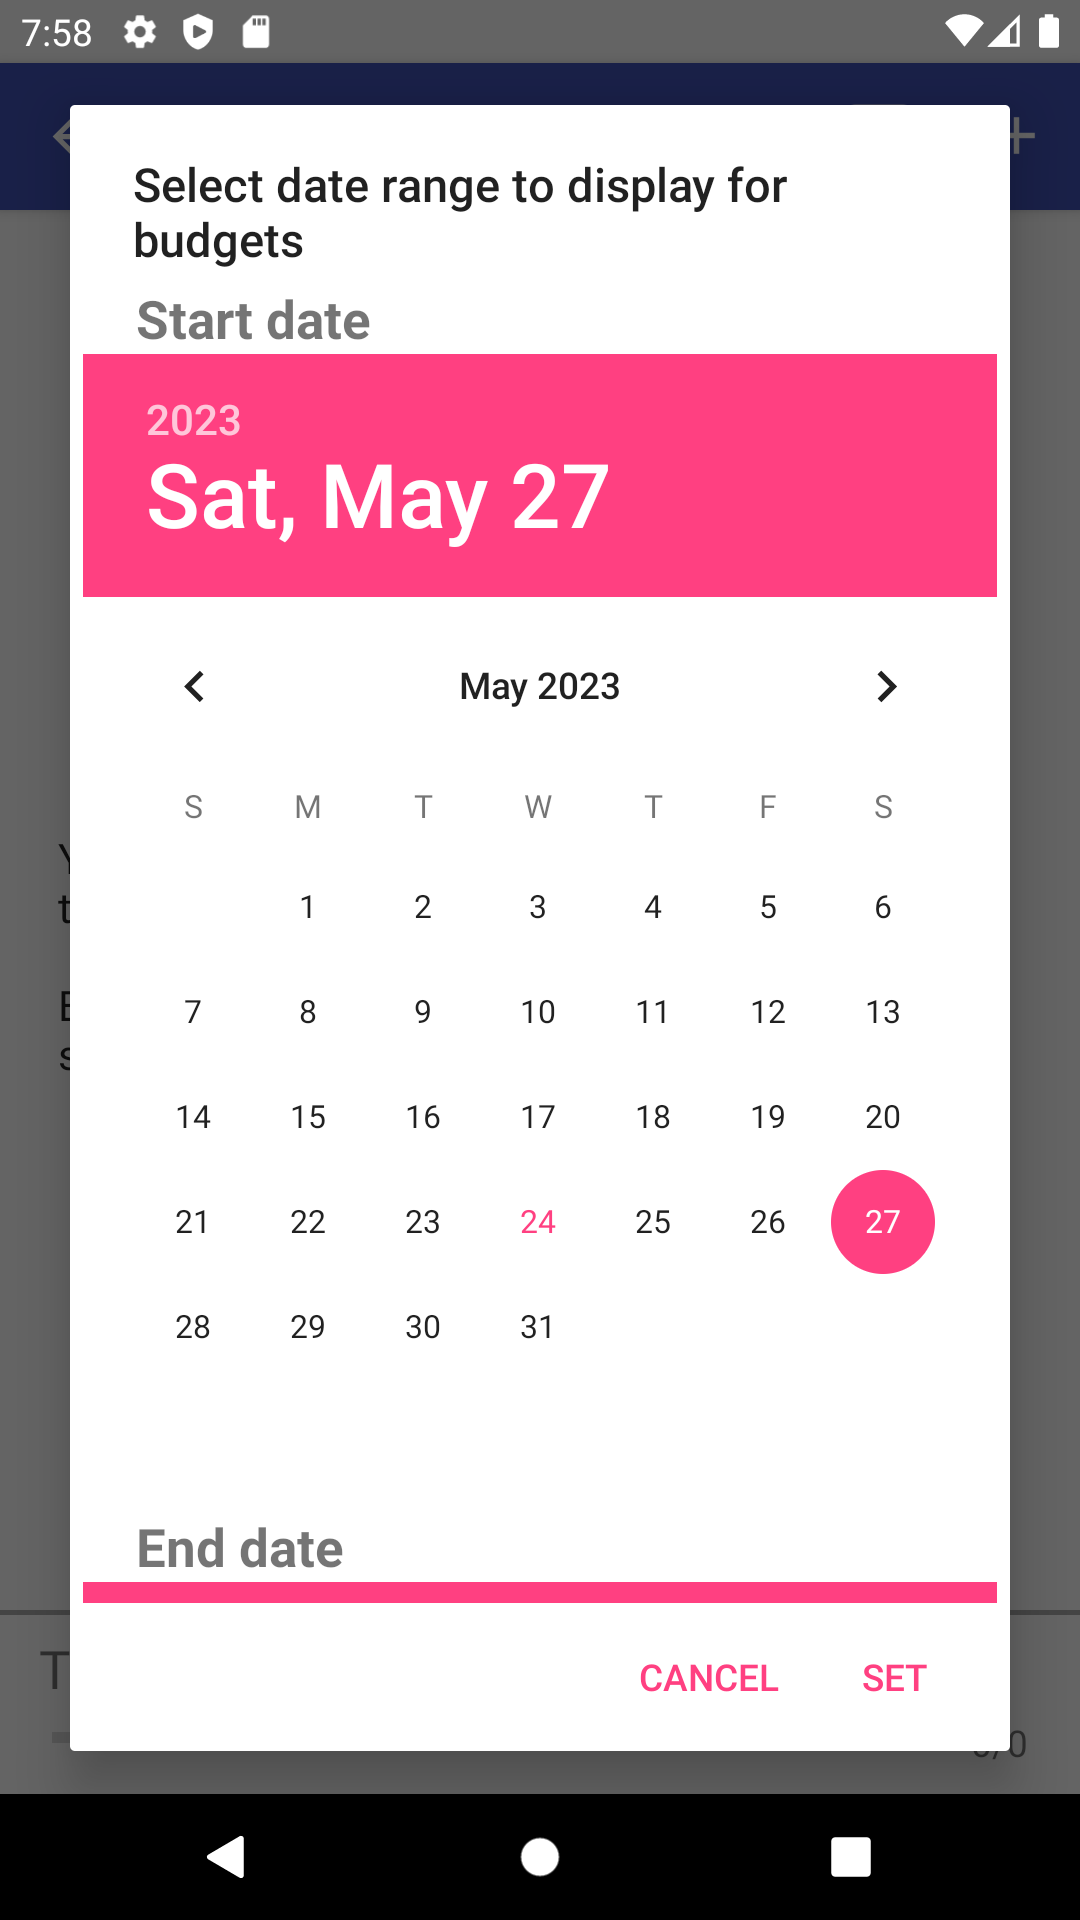 7:58
Select date range to display for
budgets
Start date
2023
Sat, May 27
May 2023
S M T W T F S
1 2 3 4 5 6
7 8 9 10 11 12 13
14 15 16 17 18 19 20
21 22 23 24 25 26 27
28 29 30 31
End date
CANCEL SET